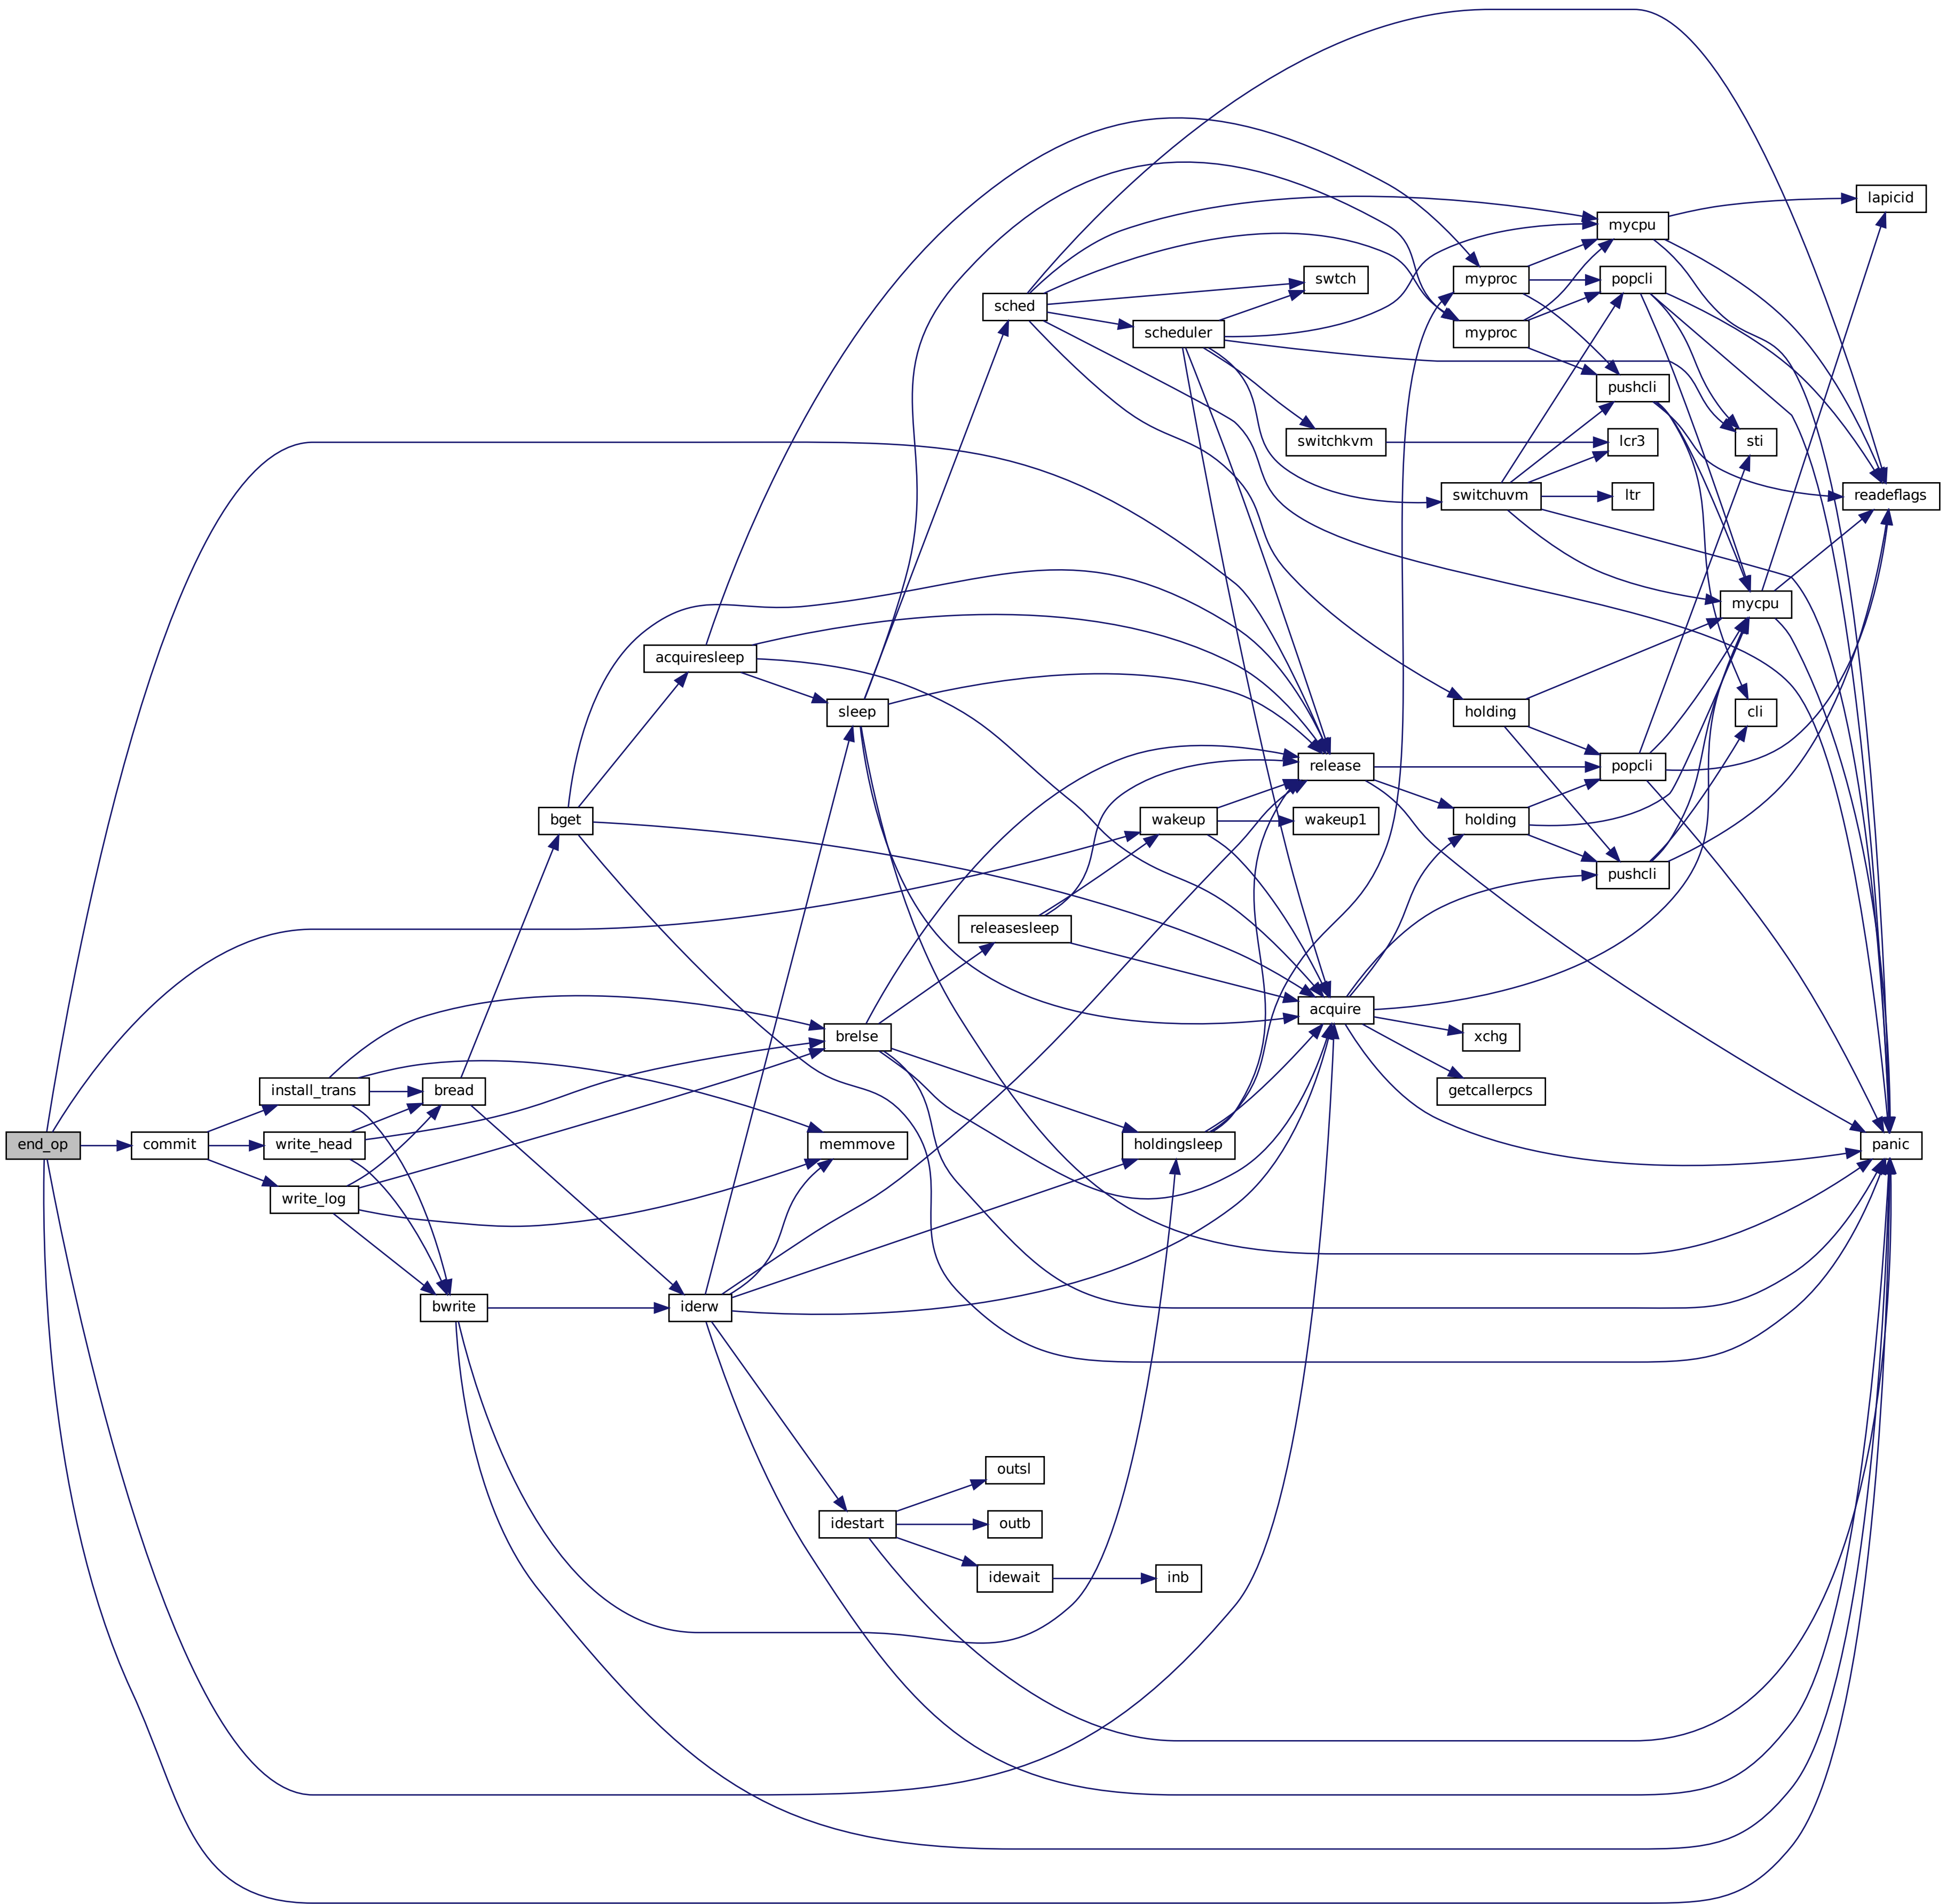 lapicid
mycpu
swtch
myproc
popcli
sched
scheduler
myproc
pushcli
switchkvm
lcr3
sti
switchuvm
ltr
readeflags
mycpu
acquiresleep
sleep
holding
cli
release
popcli
bget
wakeup
wakeup1
holding
pushcli
releasesleep
acquire
brelse
xchg
install_trans
bread
getcallerpcs
end_op
commit
write_head
memmove
holdingsleep
panic
write_log
bwrite
iderw
outsl
idestart
outb
idewait
inb